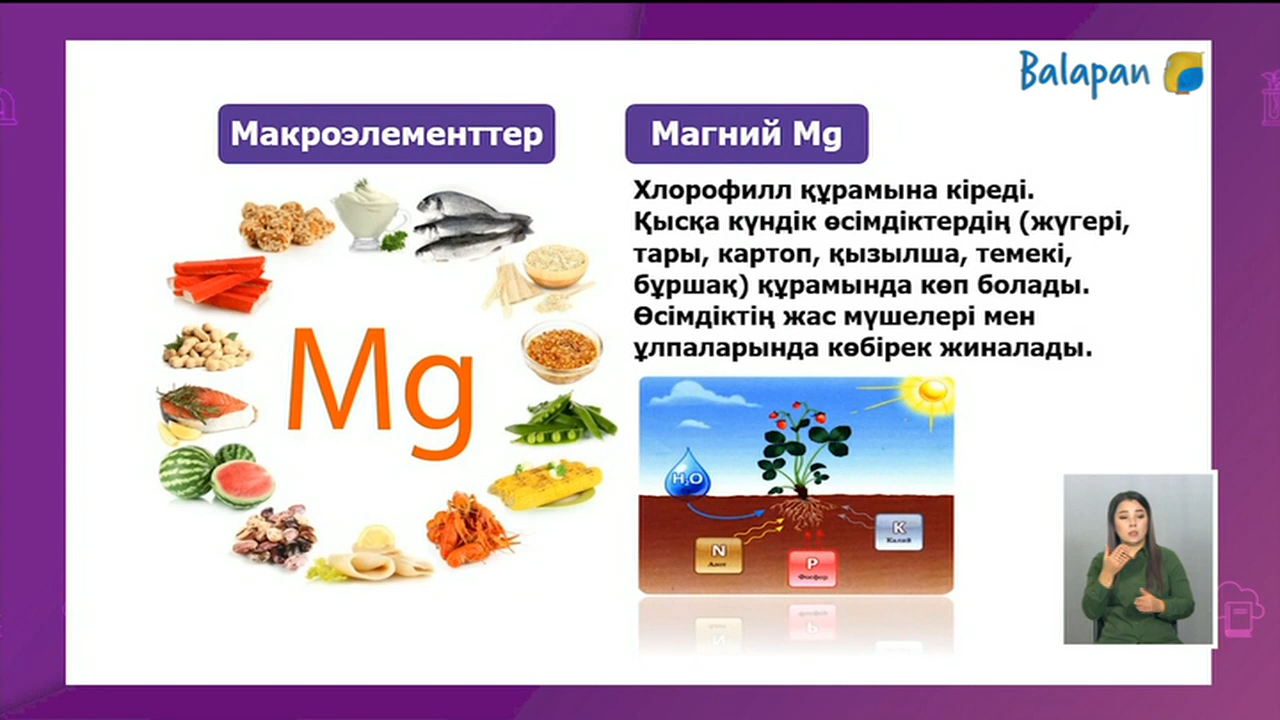 Balapan
Макроэлементтер
Магний Mg
Хлорофилл құрамына кіреді.
Қысқа күндік өсімдіктердің (жүгері,
тары, картоп, қызылша, темекі,
бұршақ) құрамында көп болады.
Өсімдіктің жас мүшелері мен
ұлпаларында көбірек жиналады.
Mg
H₂O
N
Азот
P
Фосфор
K
Калий